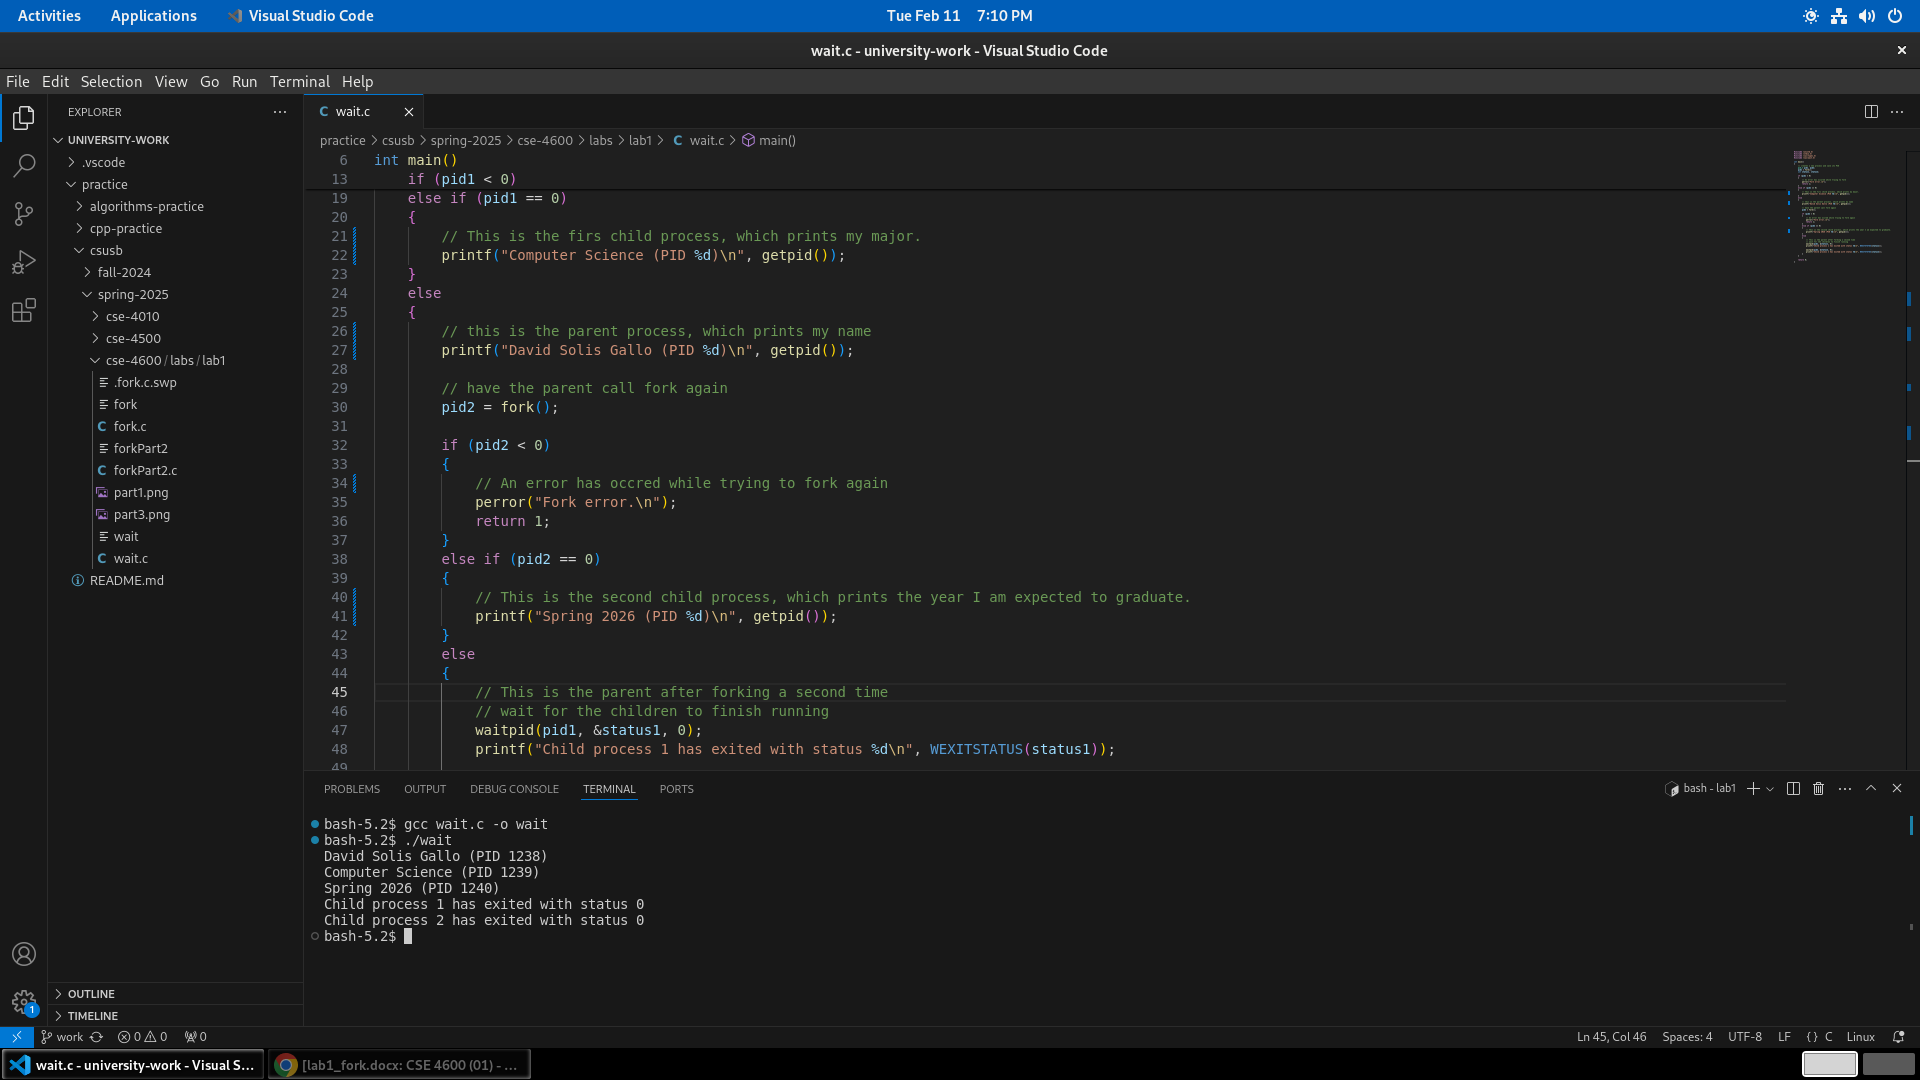 Activities Applications Visual Studio Code Tue Feb 11 7:10 PM
wait.c - university-work - Visual Studio Code
File Edit Selection View Go Run Terminal Help
EXPLORER
UNIVERSITY-WORK
.vscode
practice
algorithms-practice
cpp-practice
csusb
fall-2024
spring-2025
cse-4010
cse-4500
cse-4600 / labs / lab1
.fork.c.swp
fork
C fork.c
forkPart2
C forkPart2.c
part1.png
part3.png
wait
C wait.c
README.md
OUTLINE
TIMELINE
C wait.c
practice > csusb > spring-2025 > cse-4600 > labs > lab1 > C wait.c > main()
6 int main()
13 if (pid1 < 0)
19 else if (pid1 == 0)
20 {
21 // This is the firs child process, which prints my major.
22 printf("Computer Science (PID %d)\n", getpid());
23 }
24 else
25 {
26 // this is the parent process, which prints my name
27 printf("David Solis Gallo (PID %d)\n", getpid());
28
29 // have the parent call fork again
30 pid2 = fork();
31
32 if (pid2 < 0)
33 {
34 // An error has occred while trying to fork again
35 perror("Fork error.\n");
36 return 1;
37 }
38 else if (pid2 == 0)
39 {
40 // This is the second child process, which prints the year I am expected to graduate.
41 printf("Spring 2026 (PID %d)\n", getpid());
42 }
43 else
44 {
45 // This is the parent after forking a second time
46 // wait for the children to finish running
47 waitpid(pid1, &status1, 0);
48 printf("Child process 1 has exited with status %d\n", WEXITSTATUS(status1));
49
PROBLEMS OUTPUT DEBUG CONSOLE TERMINAL PORTS bash - lab1
bash-5.2$ gcc wait.c -o wait
bash-5.2$ ./wait
David Solis Gallo (PID 1238)
Computer Science (PID 1239)
Spring 2026 (PID 1240)
Child process 1 has exited with status 0
Child process 2 has exited with status 0
bash-5.2$
1
work 0 0 0 Ln 45, Col 46 Spaces: 4 UTF-8 LF {} C Linux
wait.c - university-work - Visual S... [lab1_fork.docx: CSE 4600 (01) - ...